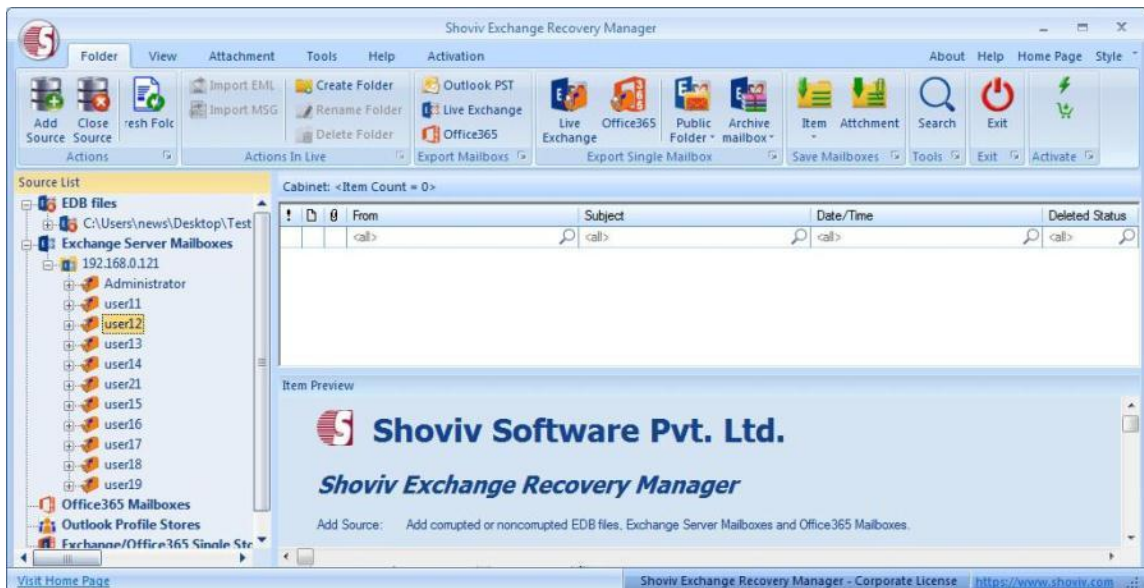 Shoviv Exchange Recovery Manager
Folder View Attachment Tools Help Activation About Help Home Page Style
Add Source
Close Source
resh Folc
Import EML
Import MSG
Create Folder
Rename Folder
Delete Folder
Outlook PST
Live Exchange
Office365
Live Exchange
Office365
Public Folder
Archive mailbox
Item
Attchment
Search
Exit
Actions Actions In Live Export Mailboxs Export Single Mailbox Save Mailboxes Tools Exit Activate
Source List
EDB files
C:\Users\news\Desktop\Test
Exchange Server Mailboxes
192.168.0.121
Administrator
user11
user12
user13
user14
user21
user15
user16
user17
user18
user19
Office365 Mailboxes
Outlook Profile Stores
Exchange/Office365 Single Stc
Cabinet: <Item Count = 0>
! From Subject Date/Time Deleted Status
<all> <all> <all> <all>
Item Preview
S Shoviv Software Pvt. Ltd.
Shoviv Exchange Recovery Manager
Add Source: Add corrupted or noncorrupted EDB files, Exchange Server Mailboxes and Office365 Mailboxes.
Visit Home Page Shoviv Exchange Recovery Manager - Corporate License https://www.shoviv.com